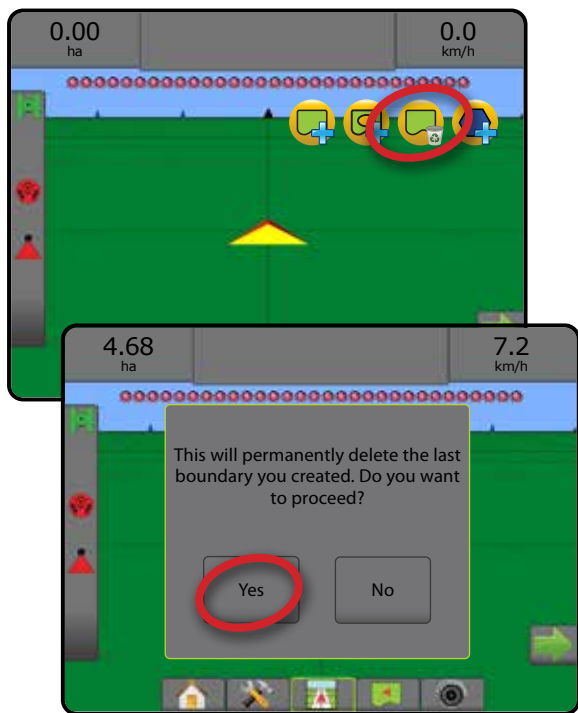 0.00
ha
0.0
km/h
4.68
ha
7.2
km/h
This will permanently delete the last
boundary you created. Do you want
to proceed?
Yes
No